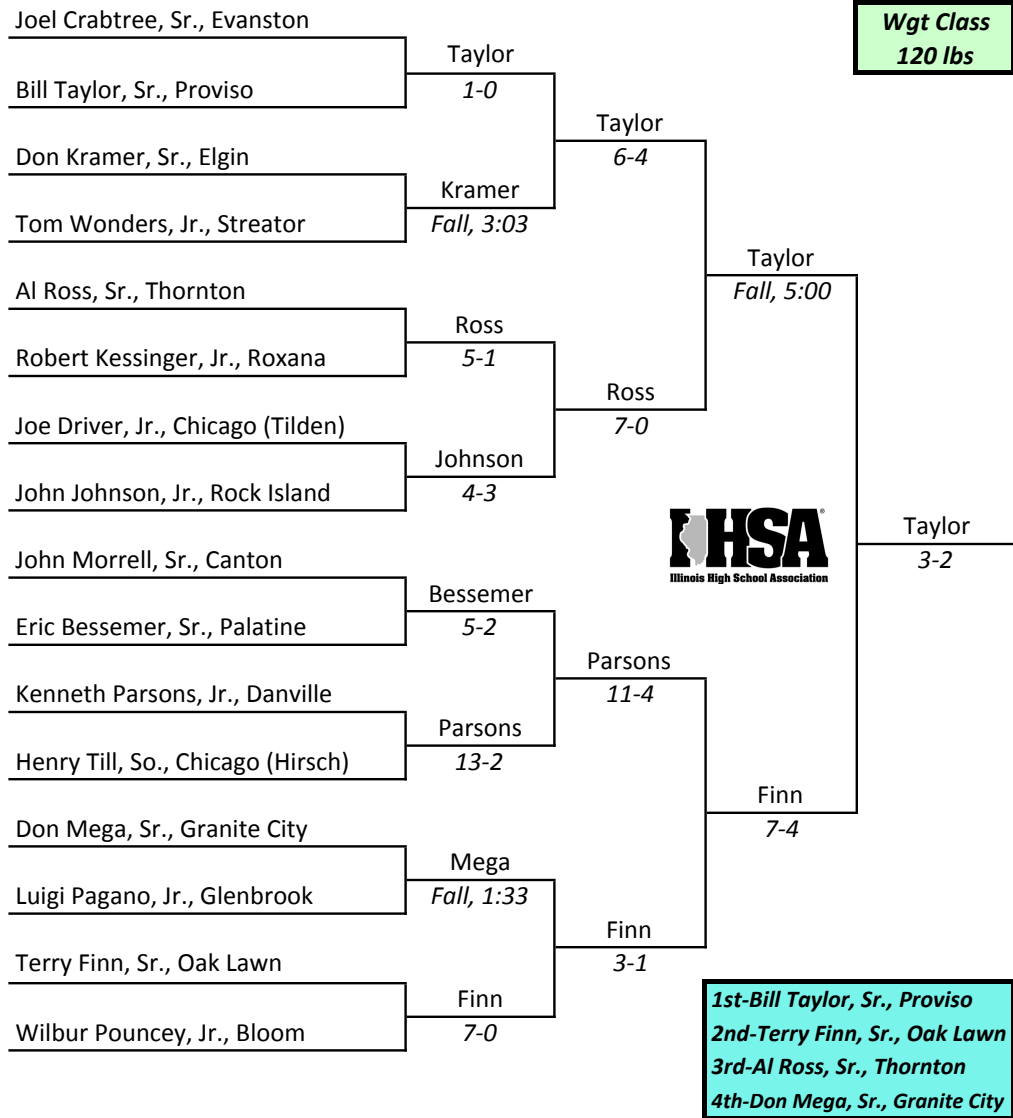 Joel Crabtree, Sr., Evanston
Wgt Class
120 lbs
Taylor
Bill Taylor, Sr., Proviso
1-0
Taylor
6-4
Don Kramer, Sr., Elgin
Kramer
Tom Wonders, Jr., Streator
Fall, 3:03
Taylor
Fall, 5:00
Al Ross, Sr., Thornton
Ross
Robert Kessinger, Jr., Roxana
5-1
Ross
7-0
Joe Driver, Jr., Chicago (Tilden)
Johnson
John Johnson, Jr., Rock Island
4-3
IHSA®
Illinois High School Association
Taylor
3-2
John Morrell, Sr., Canton
Bessemer
Eric Bessemer, Sr., Palatine
5-2
Parsons
11-4
Kenneth Parsons, Jr., Danville
Parsons
Henry Till, So., Chicago (Hirsch)
13-2
Finn
7-4
Don Mega, Sr., Granite City
Mega
Luigi Pagano, Jr., Glenbrook
Fall, 1:33
Finn
3-1
Terry Finn, Sr., Oak Lawn
Finn
Wilbur Pouncey, Jr., Bloom
7-0
1st-Bill Taylor, Sr., Proviso
2nd-Terry Finn, Sr., Oak Lawn
3rd-Al Ross, Sr., Thornton
4th-Don Mega, Sr., Granite City